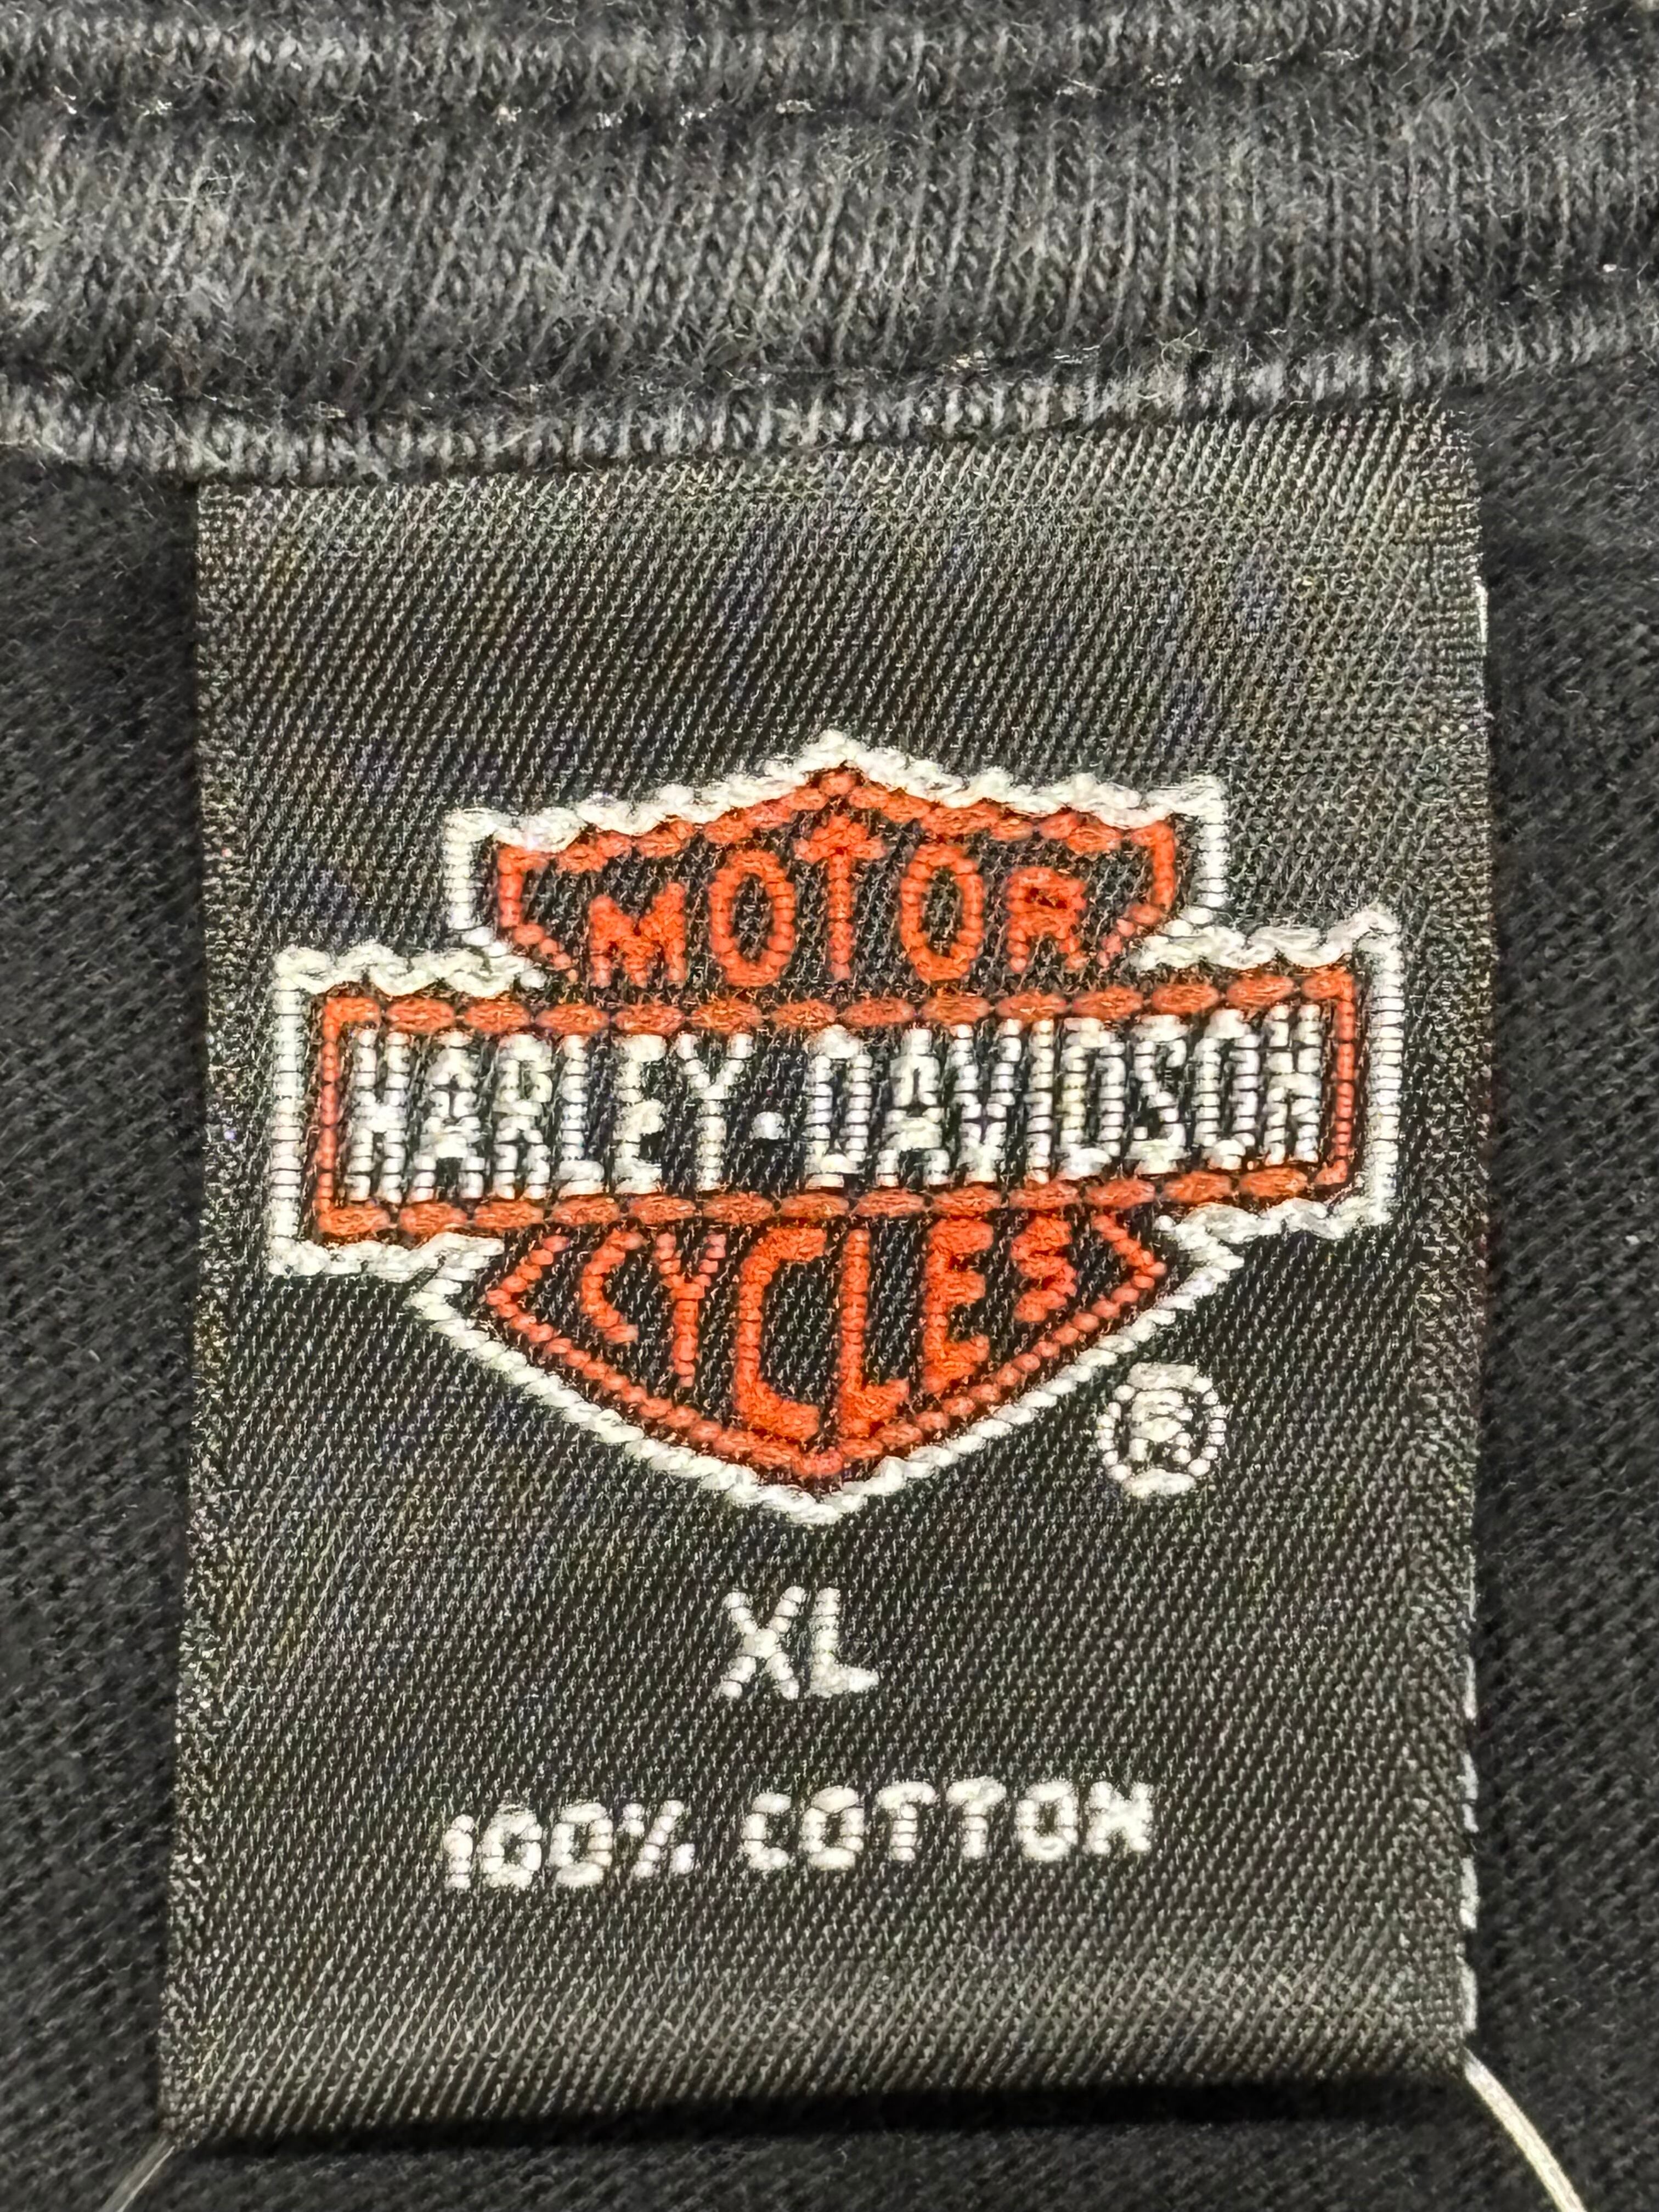 MOTOR
HARLEY-DAVIDSON
CYCLES
®
XL
100% COTTON